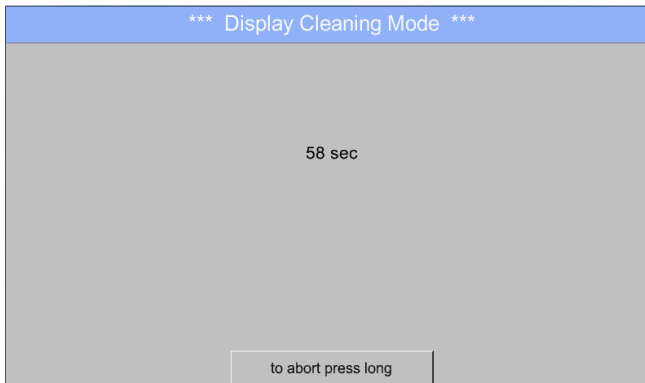 *** Display Cleaning Mode ***
58 sec
to abort press long